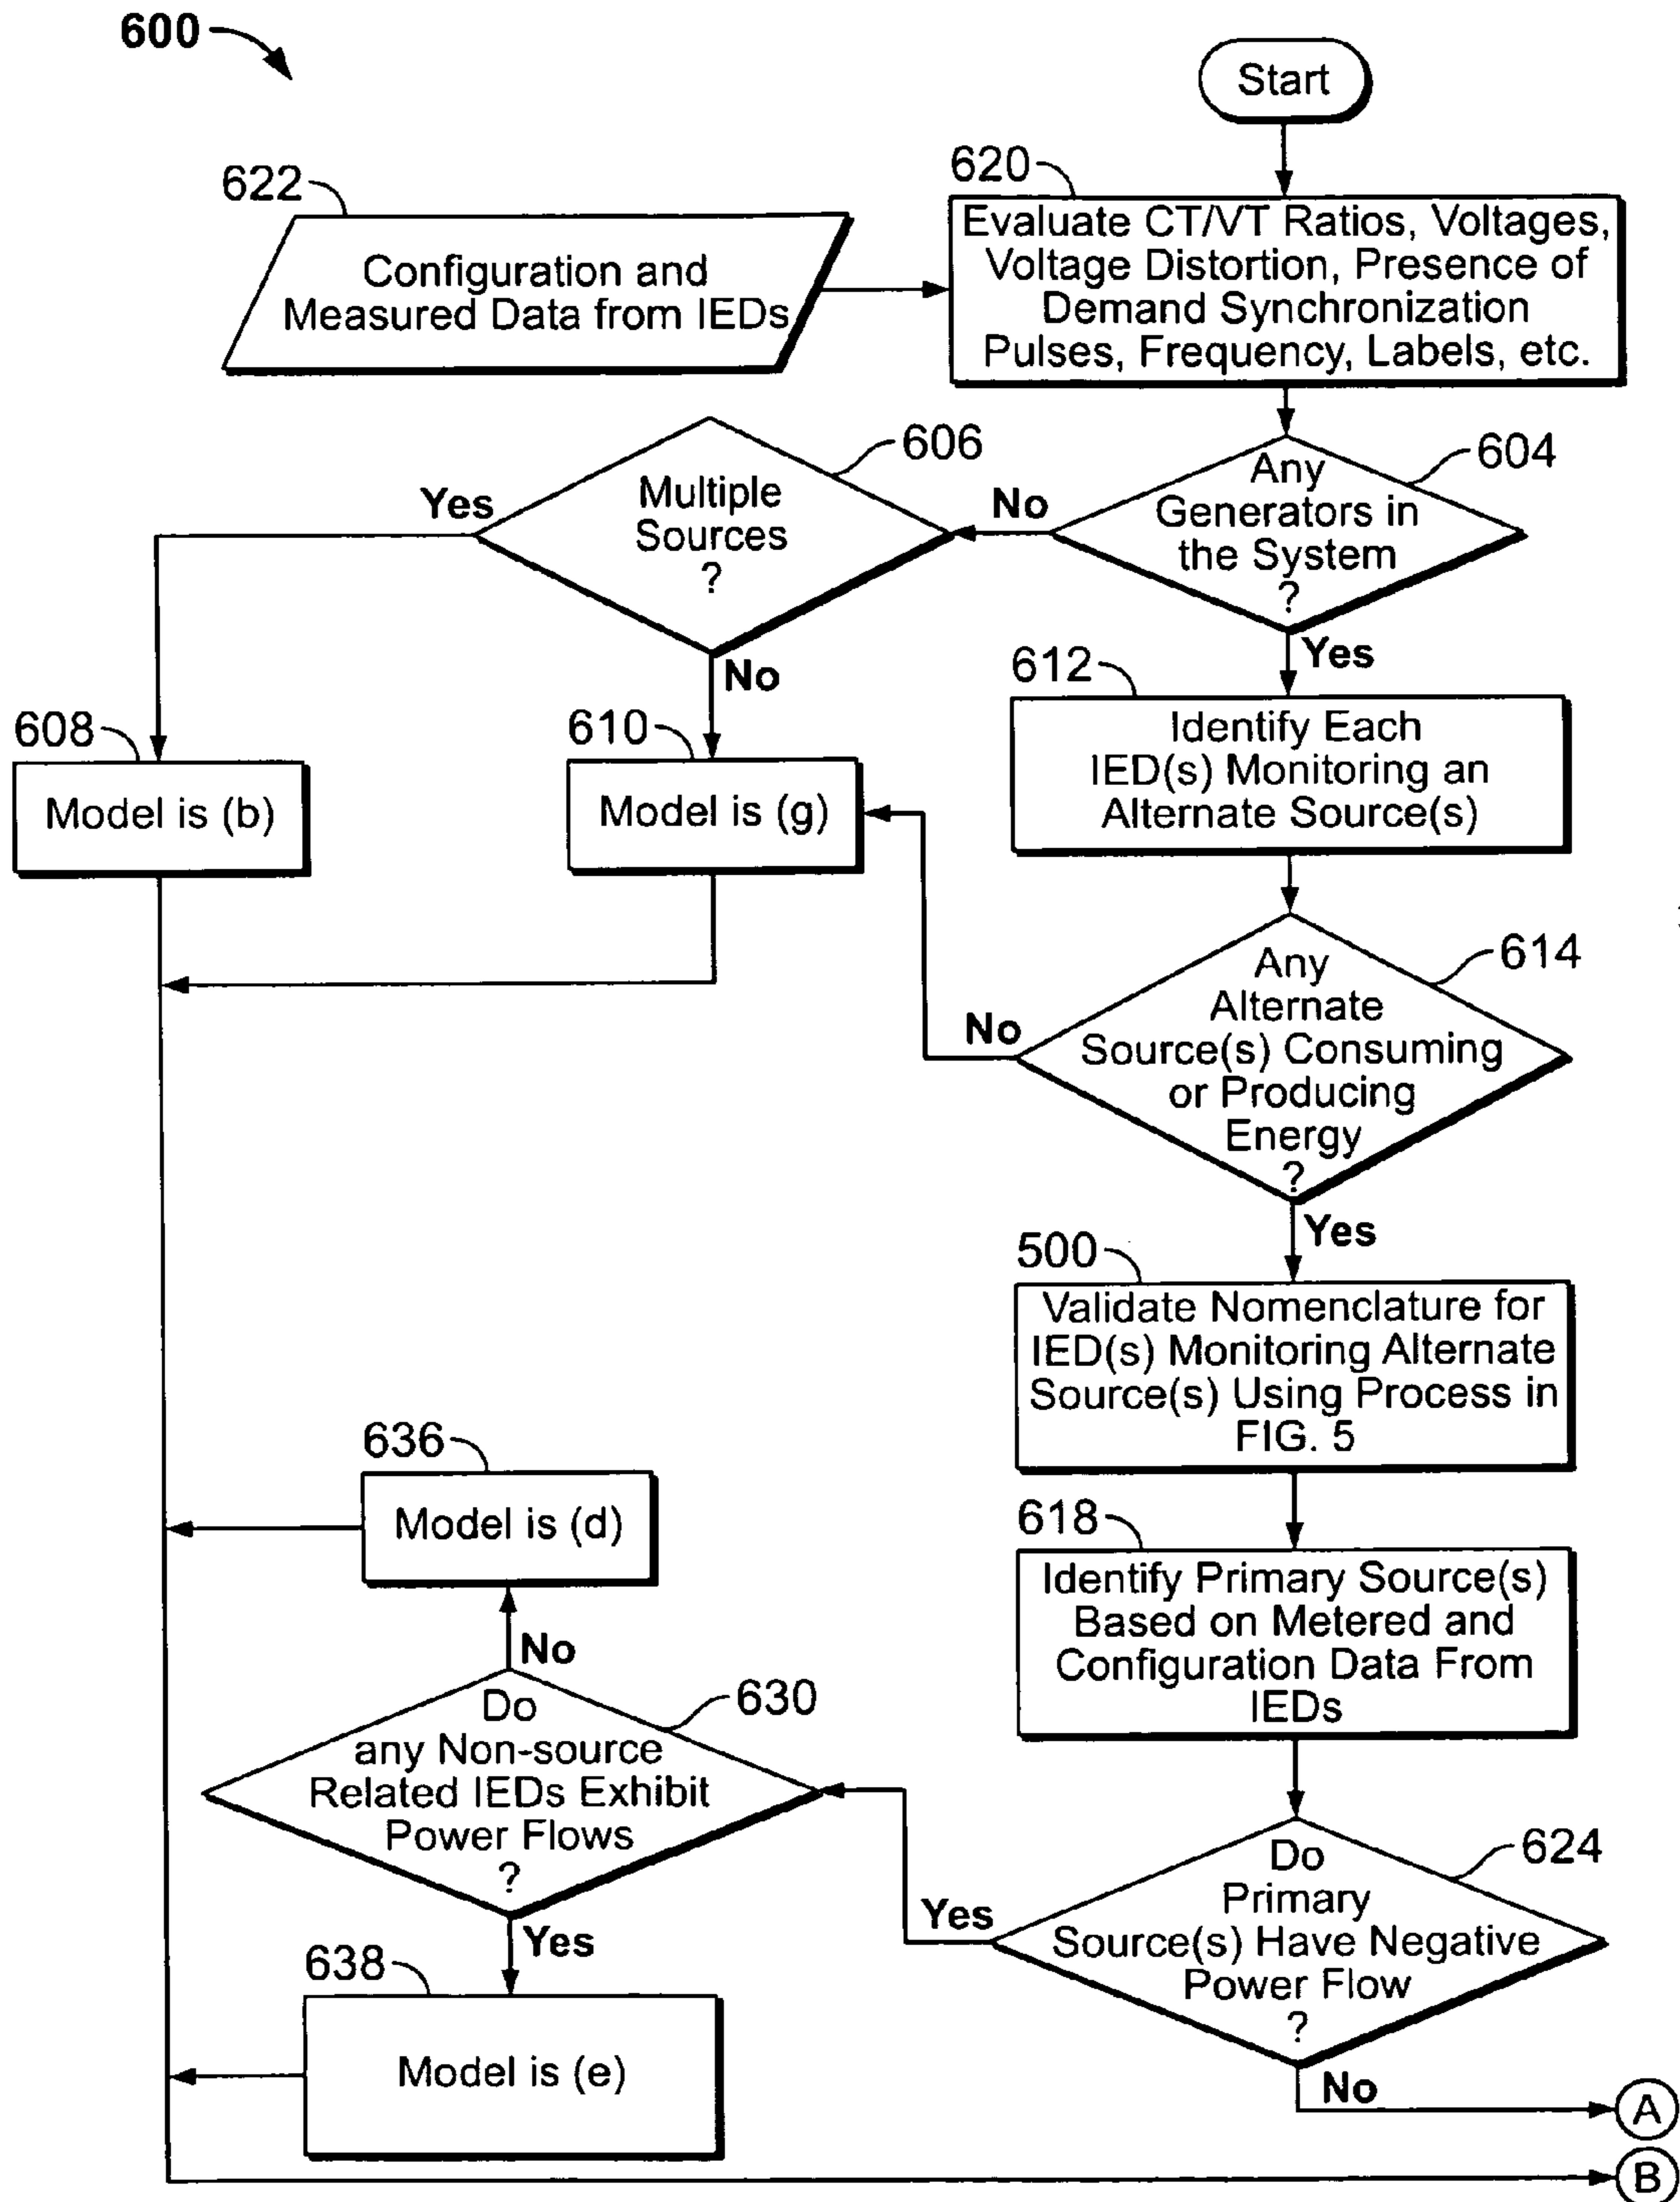 600
Start
622
Configuration and
Measured Data from IEDs
620
Evaluate CT/VT Ratios, Voltages,
Voltage Distortion, Presence of
Demand Synchronization
Pulses, Frequency, Labels, etc.
606
Multiple
Sources
?
Yes
No
604
Any
Generators in
the System
?
No
Yes
608
Model is (b)
610
Model is (g)
612
Identify Each
IED(s) Monitoring an
Alternate Source(s)
614
Any
Alternate
Source(s) Consuming
or Producing
Energy
?
No
Yes
500
Validate Nomenclature for
IED(s) Monitoring Alternate
Source(s) Using Process in
FIG. 5
618
Identify Primary Source(s)
Based on Metered and
Configuration Data From
IEDs
636
Model is (d)
No
630
Do
any Non-source
Related IEDs Exhibit
Power Flows
?
Yes
624
Do
Primary
Source(s) Have Negative
Power Flow
?
Yes
No
638
Model is (e)
A
B